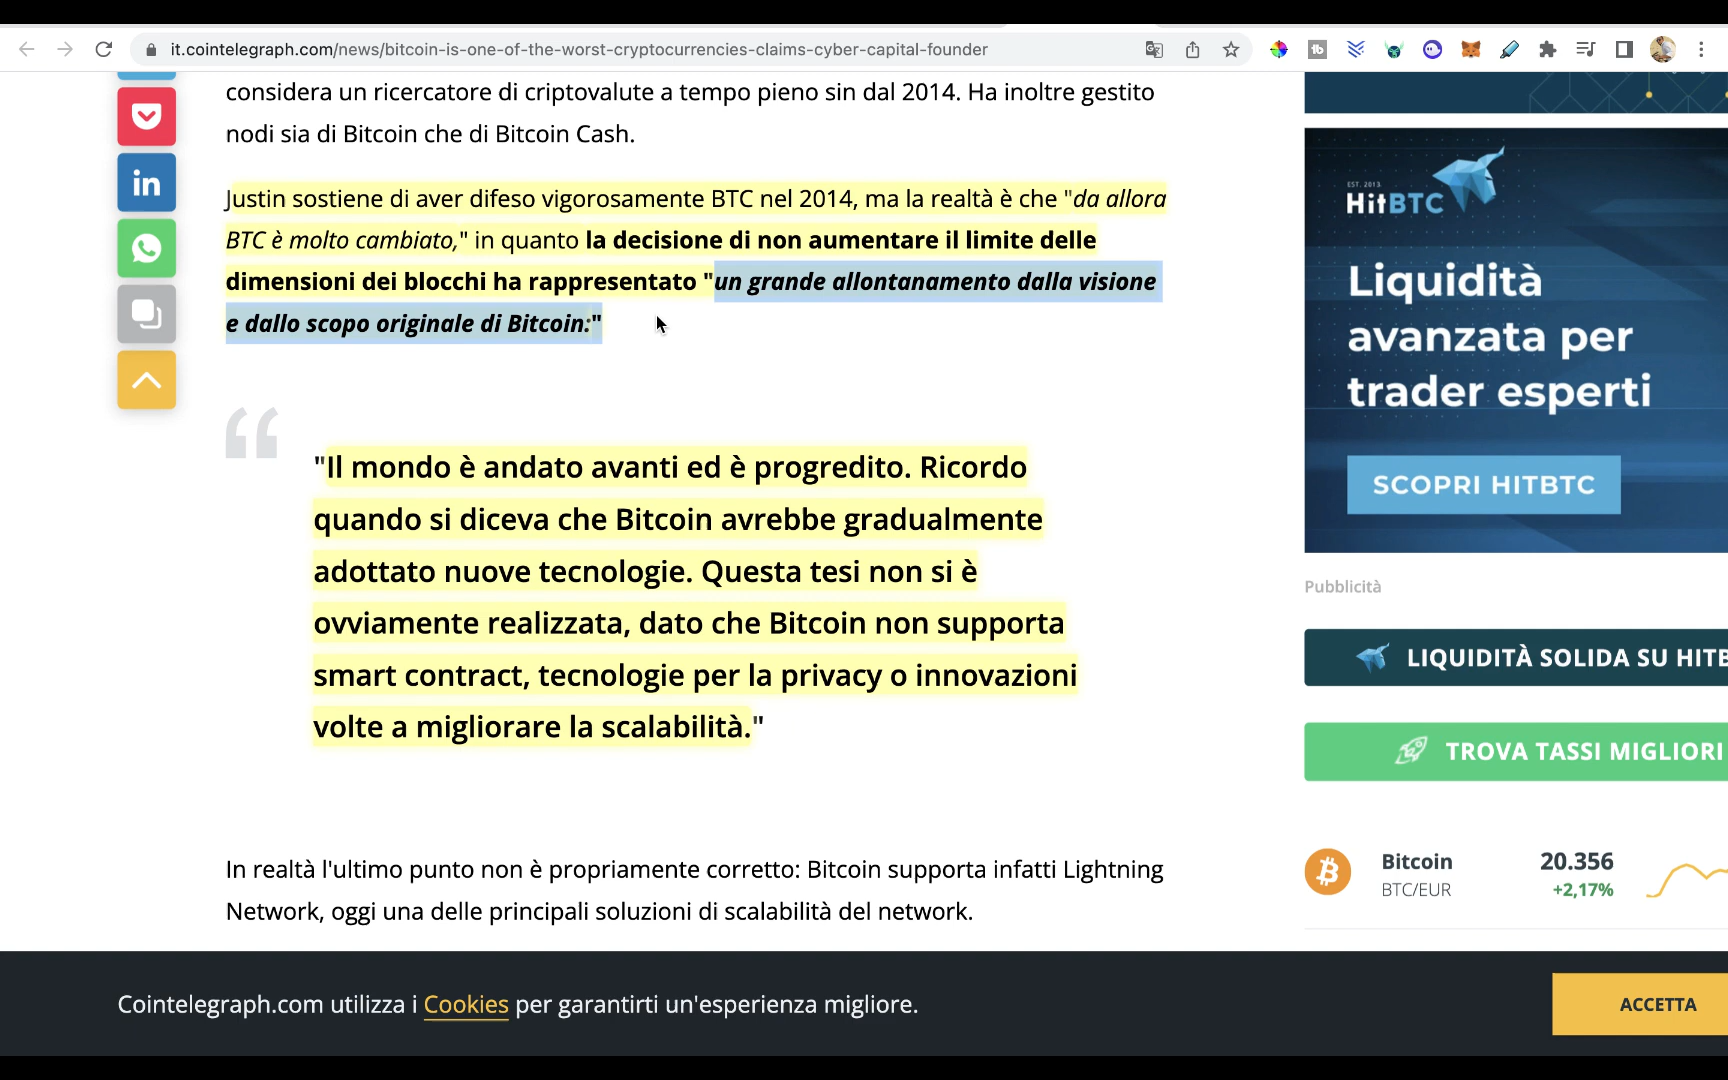 it.cointelegraph.com/news/bitcoin-is-one-of-the-worst-cryptocurrencies-claims-cyber-capital-founder
considera un ricercatore di criptovalute a tempo pieno sin dal 2014. Ha inoltre gestito
nodi sia di Bitcoin che di Bitcoin Cash.
Justin sostiene di aver difeso vigorosamente BTC nel 2014, ma la realtà è che "da allora
BTC è molto cambiato," in quanto la decisione di non aumentare il limite delle
dimensioni dei blocchi ha rappresentato "un grande allontanamento dalla visione
e dallo scopo originale di Bitcoin:"
"Il mondo è andato avanti ed è progredito. Ricordo
quando si diceva che Bitcoin avrebbe gradualmente
adottato nuove tecnologie. Questa tesi non si è
ovviamente realizzata, dato che Bitcoin non supporta
smart contract, tecnologie per la privacy o innovazioni
volte a migliorare la scalabilità."
In realtà l'ultimo punto non è propriamente corretto: Bitcoin supporta infatti Lightning
Network, oggi una delle principali soluzioni di scalabilità del network.
EST. 2013
HitBTC
Liquidità
avanzata per
trader esperti
SCOPRI HITBTC
Pubblicità
LIQUIDITÀ SOLIDA SU HITB
TROVA TASSI MIGLIORI
Bitcoin 20.356
BTC/EUR +2,17%
Cointelegraph.com utilizza i Cookies per garantirti un'esperienza migliore.
ACCETTA